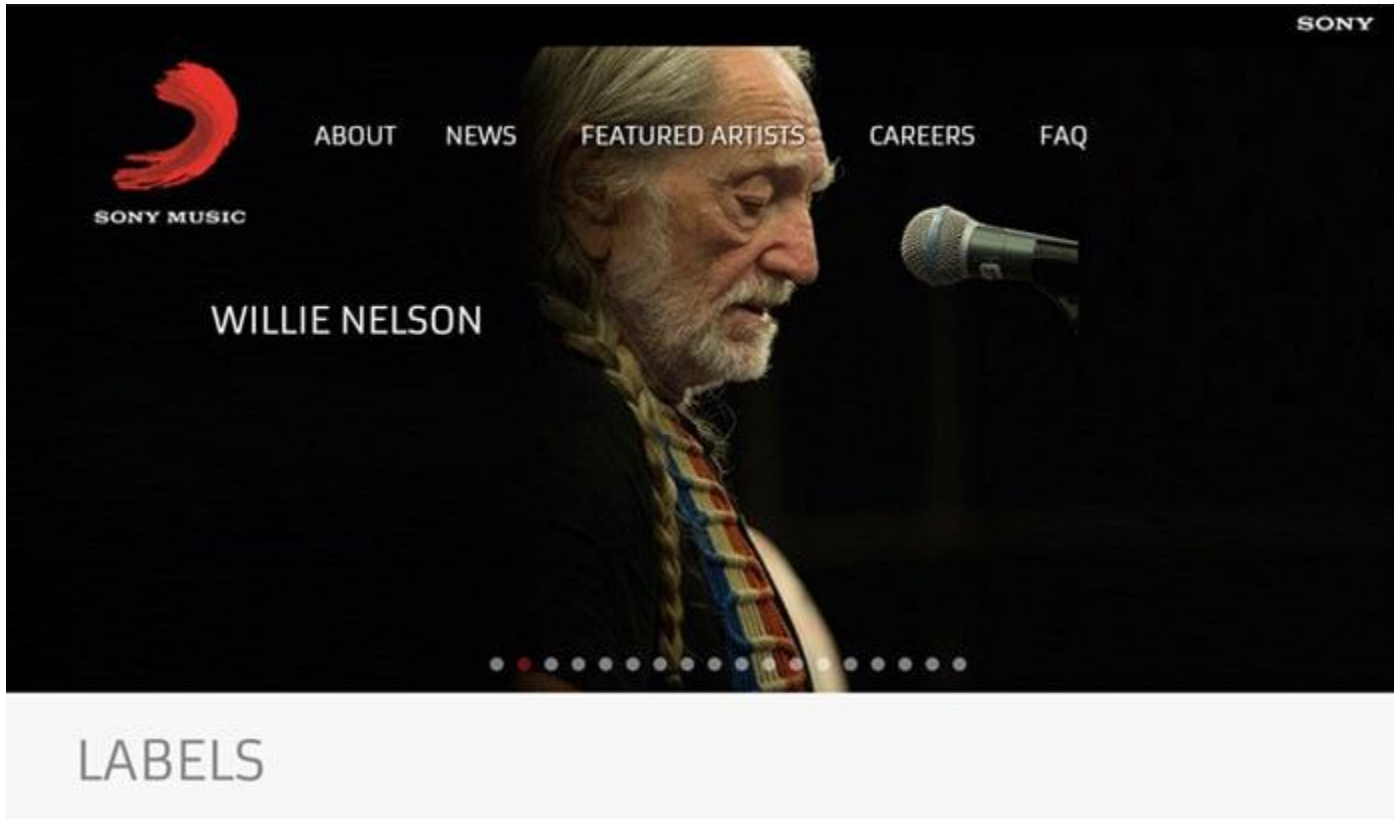 SONY
ABOUT NEWS FEATURED ARTISTS CAREERS FAQ
SONY MUSIC
WILLIE NELSON
LABELS